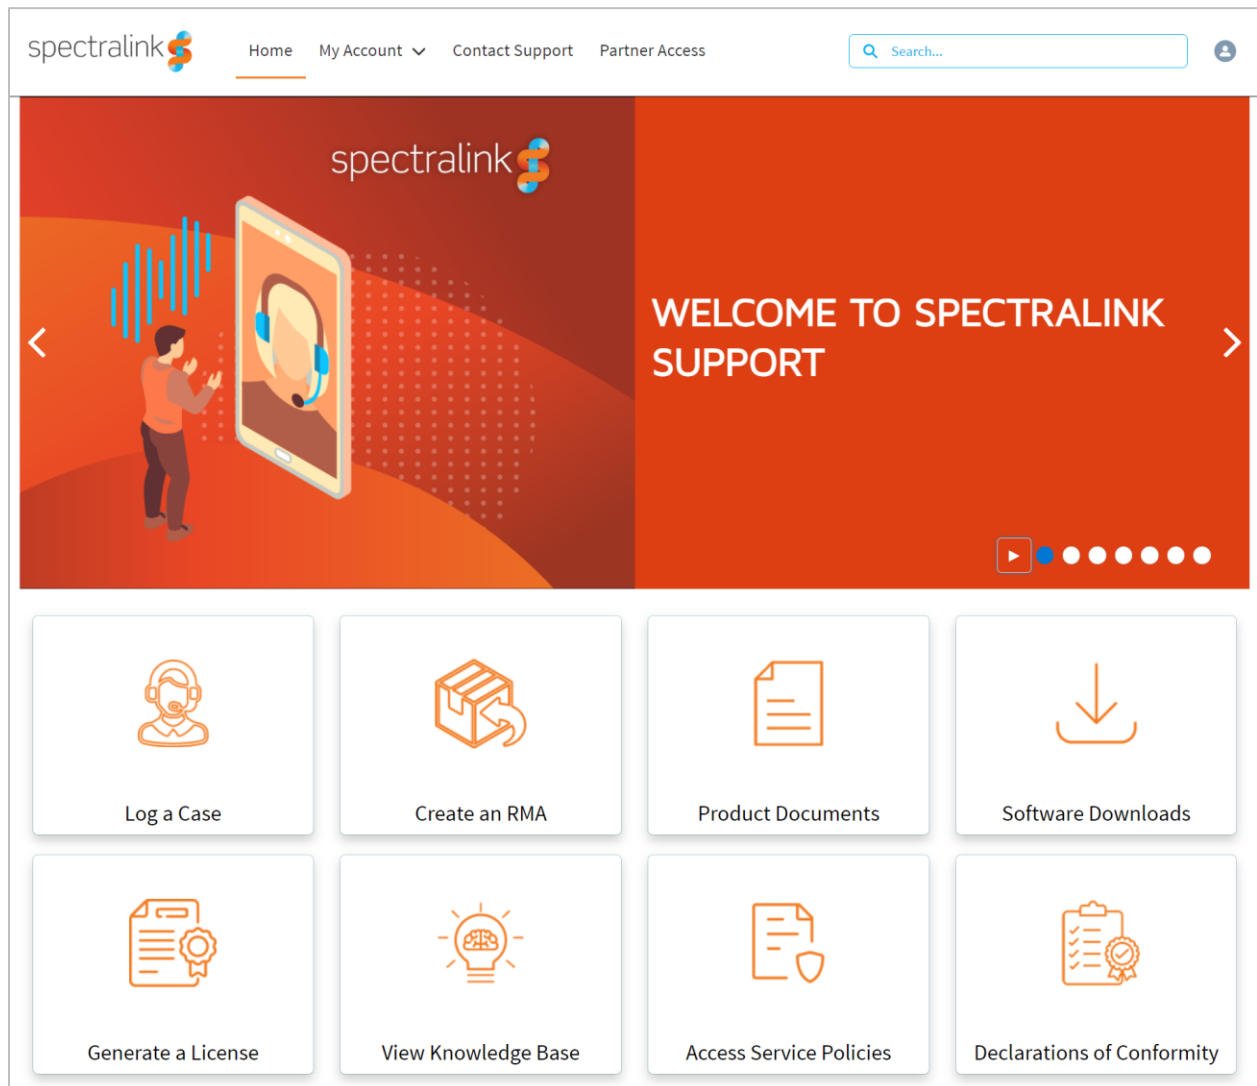 spectralink
Home My Account Contact Support Partner Access Search...
spectralink
WELCOME TO SPECTRALINK
SUPPORT
Log a Case
Create an RMA
Product Documents
Software Downloads
Generate a License
View Knowledge Base
Access Service Policies
Declarations of Conformity